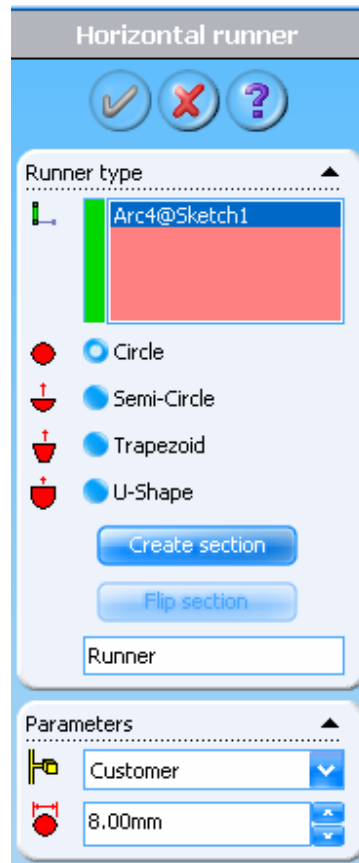 Horizontal runner
?
Runner type
Arc4@Sketch1
Circle
Semi-Circle
Trapezoid
U-Shape
Create section
Flip section
Runner
Parameters
Customer
8.00mm